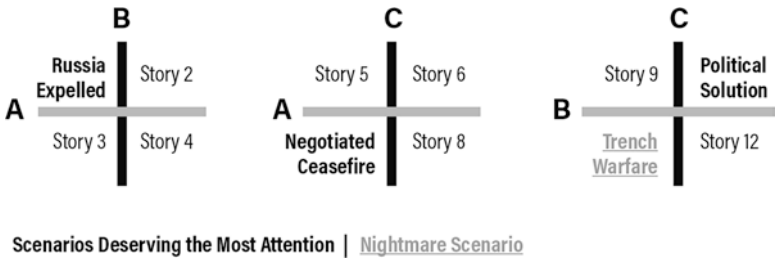 B
C
C
Russia
Expelled
Story 2
Story 5
Story 6
Story 9
Political
Solution
A
A
B
Story 3
Story 4
Negotiated
Ceasefire
Story 8
Trench
Warfare
Story 12
Scenarios Deserving the Most Attention | Nightmare Scenario